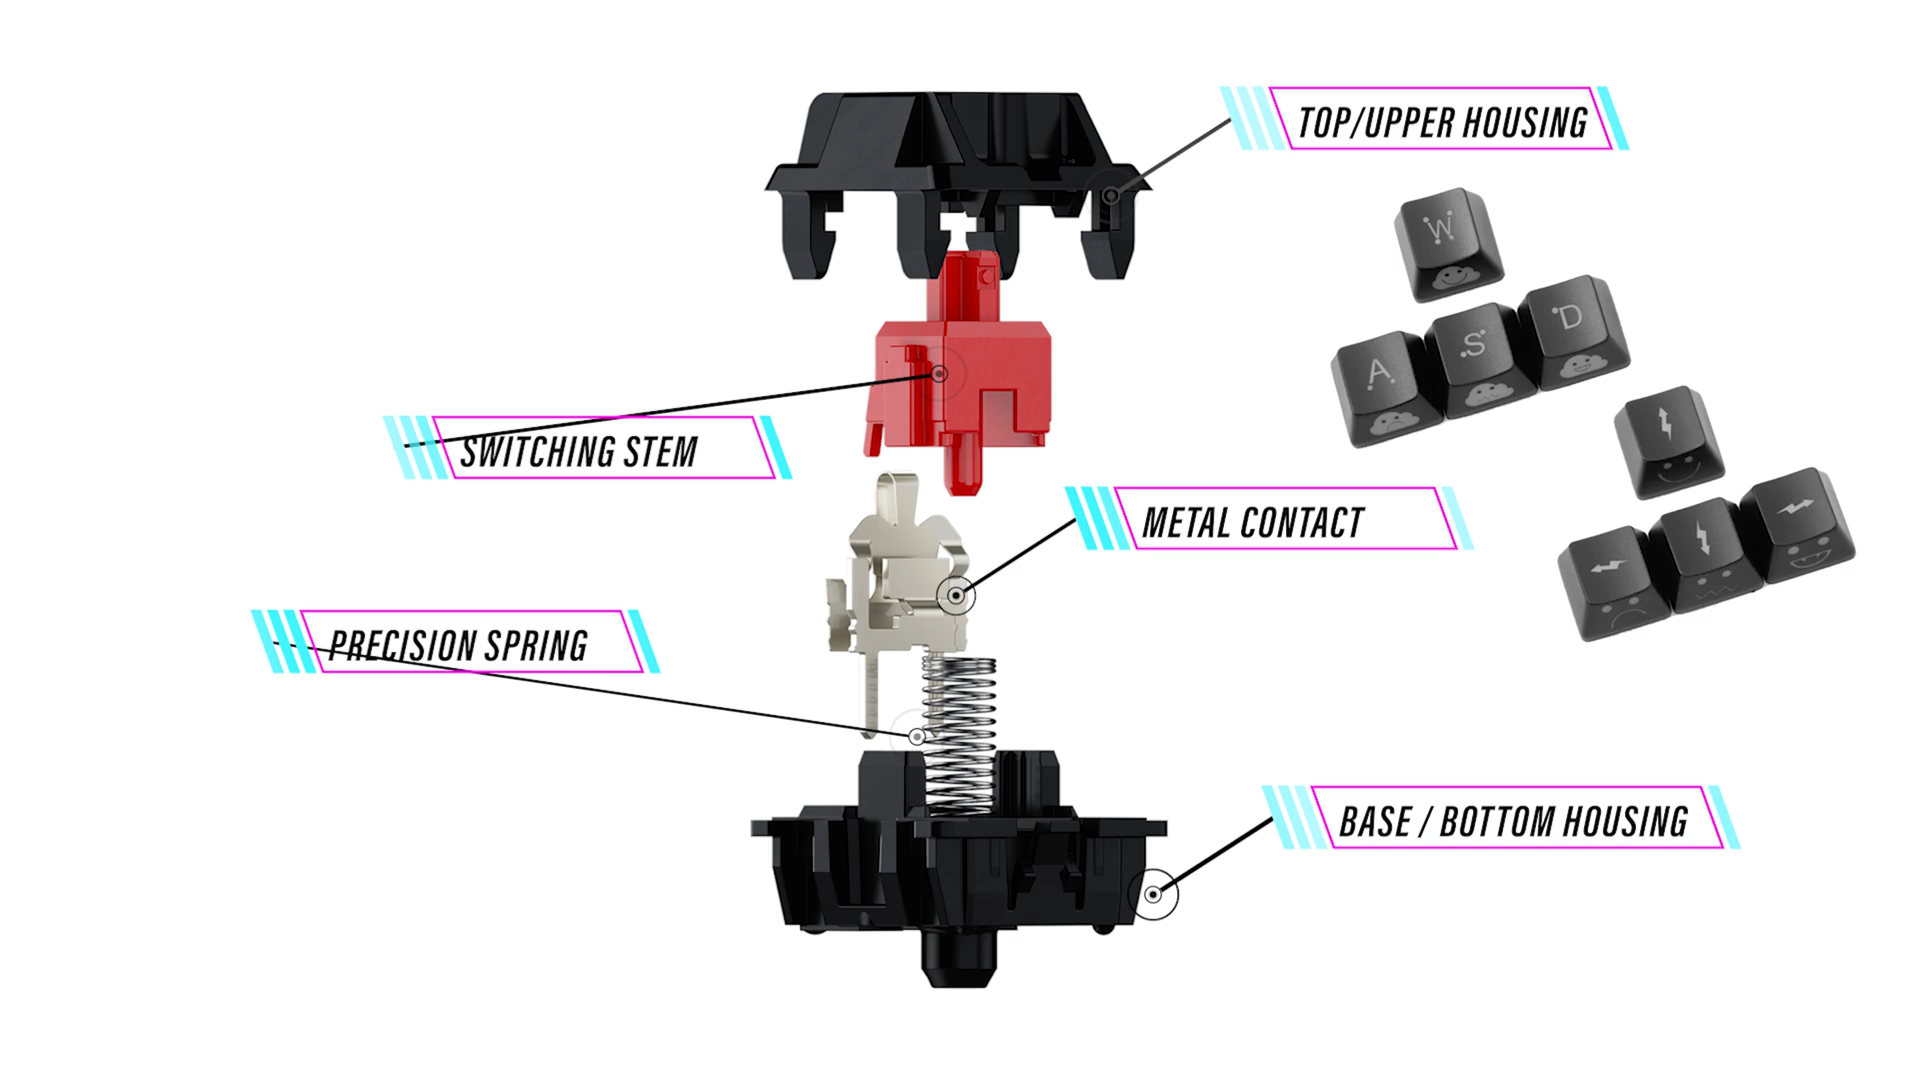 TOP/UPPER HOUSING
W
A S D
SWITCHING STEM
METAL CONTACT
PRECISION SPRING
BASE / BOTTOM HOUSING